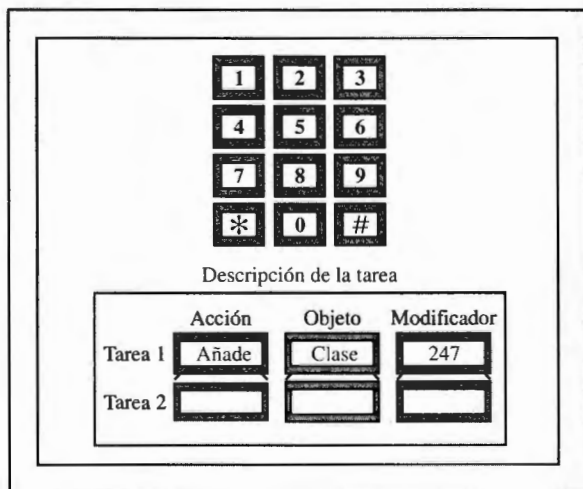 1 2 3
4 5 6
7 8 9
* 0 #
Descripción de la tarea
Acción Objeto Modificador
Tarea 1 Añade Clase 247
Tarea 2